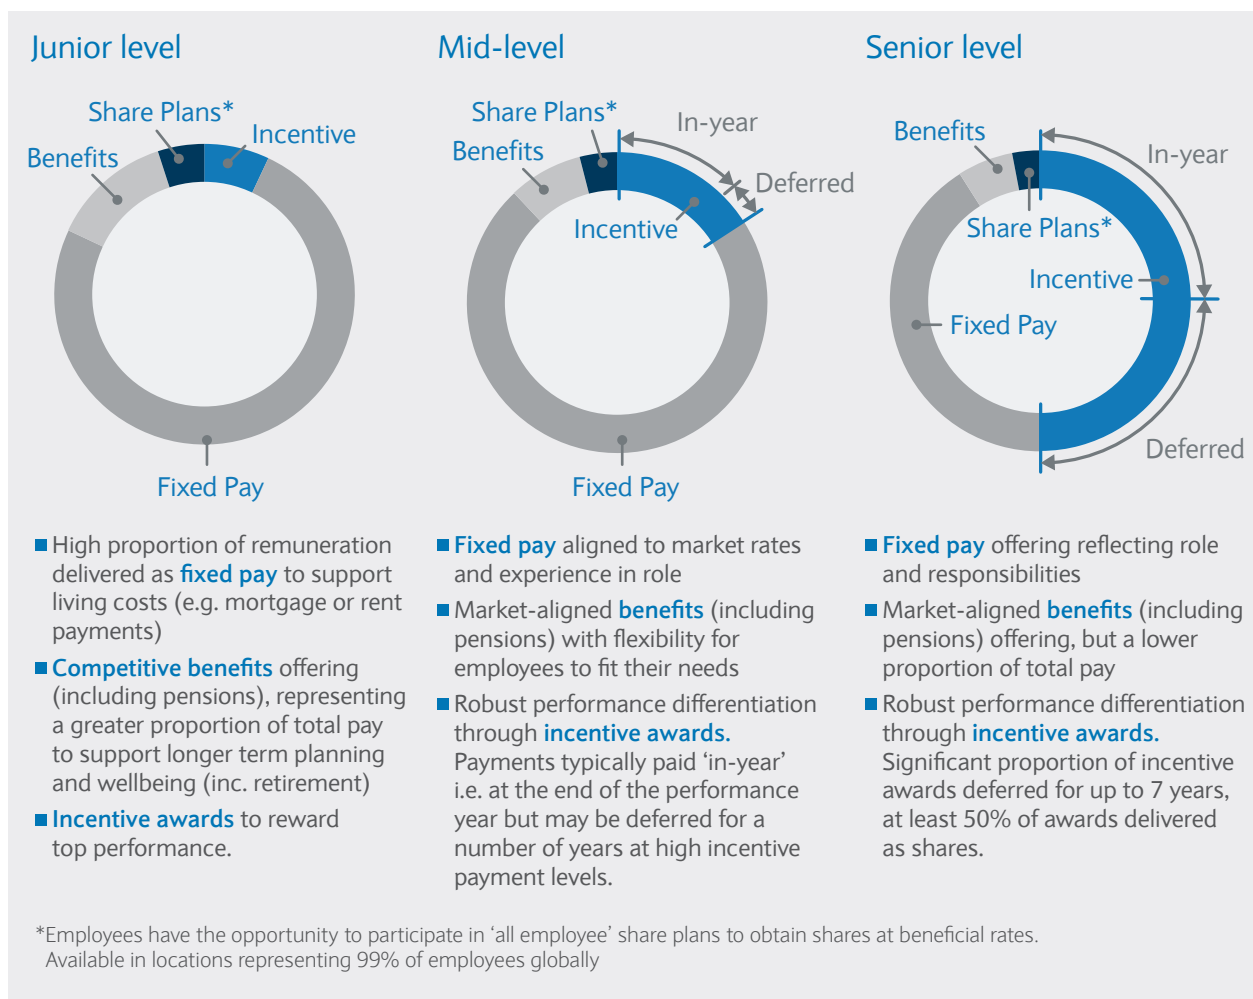 Junior level
Share Plans*
Incentive
Benefits
Fixed Pay
High proportion of remuneration
delivered as fixed pay to support
living costs (e.g. mortgage or rent
payments)
Competitive benefits offering
(including pensions), representing
a greater proportion of total pay
to support longer term planning
and wellbeing (inc. retirement)
Incentive awards to reward
top performance.
Mid-level
Share Plans*
In-year
Benefits
Deferred
Incentive
Fixed Pay
Fixed pay aligned to market rates
and experience in role
Market-aligned benefits (including
pensions) with flexibility for
employees to fit their needs
Robust performance differentiation
through incentive awards.
Payments typically paid ‘in-year’
i.e. at the end of the performance
year but may be deferred for a
number of years at high incentive
payment levels.
Senior level
Benefits
In-year
Share Plans*
Incentive
Fixed Pay
Deferred
Fixed pay offering reflecting role
and responsibilities
Market-aligned benefits (including
pensions) offering, but a lower
proportion of total pay
Robust performance differentiation
through incentive awards.
Significant proportion of incentive
awards deferred for up to 7 years,
at least 50% of awards delivered
as shares.
*Employees have the opportunity to participate in ‘all employee’ share plans to obtain shares at beneficial rates.
Available in locations representing 99% of employees globally